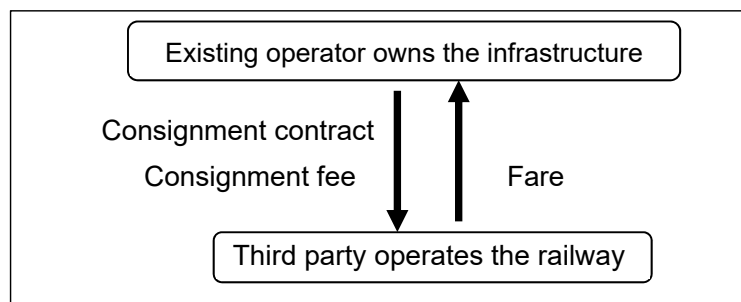 Existing operator owns the infrastructure
Consignment contract
Consignment fee
Fare
Third party operates the railway